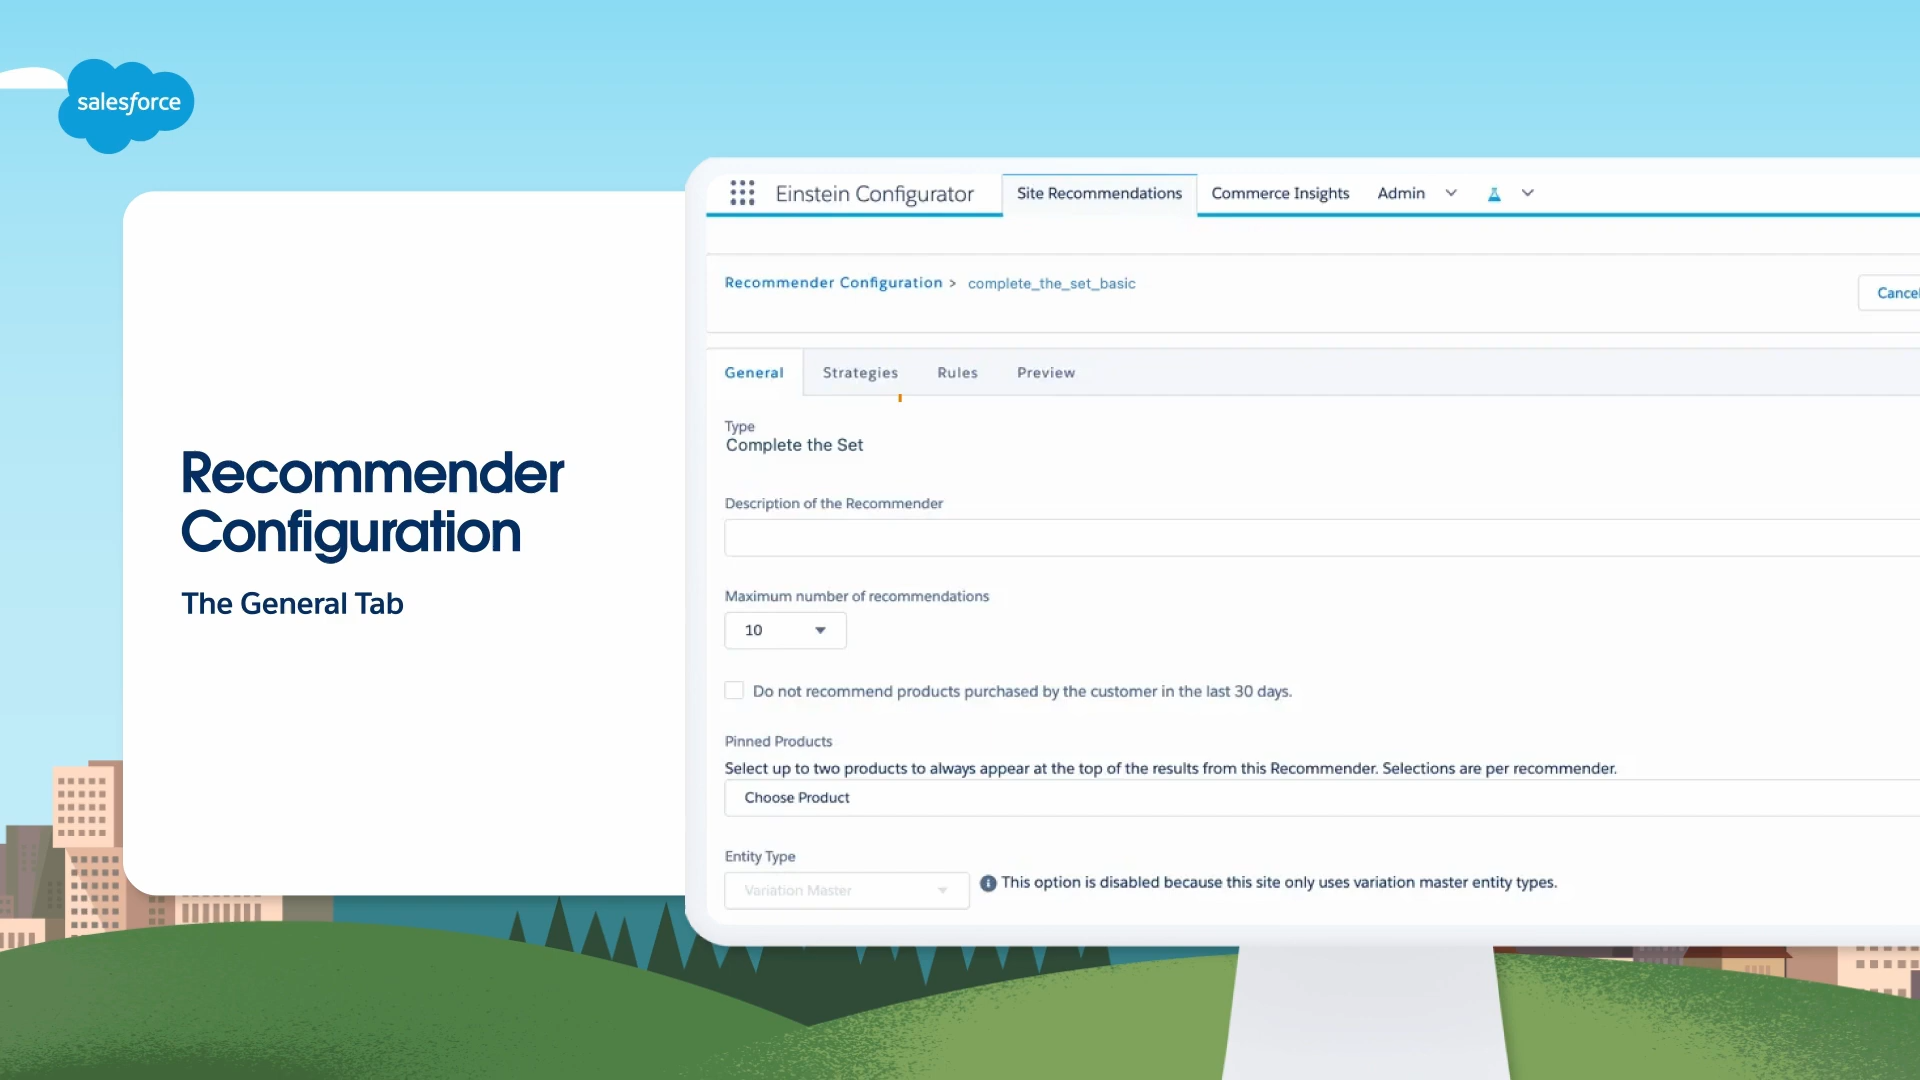 salesforce
Recommender
Configuration
The General Tab
Einstein Configurator
Site Recommendations
Commerce Insights
Admin
Recommender Configuration > complete_the_set_basic
Cancel
General
Strategies
Rules
Preview
Type
Complete the Set
Description of the Recommender
Maximum number of recommendations
10
Do not recommend products purchased by the customer in the last 30 days.
Pinned Products
Select up to two products to always appear at the top of the results from this Recommender. Selections are per recommender.
Choose Product
Entity Type
Variation Master
This option is disabled because this site only uses variation master entity types.